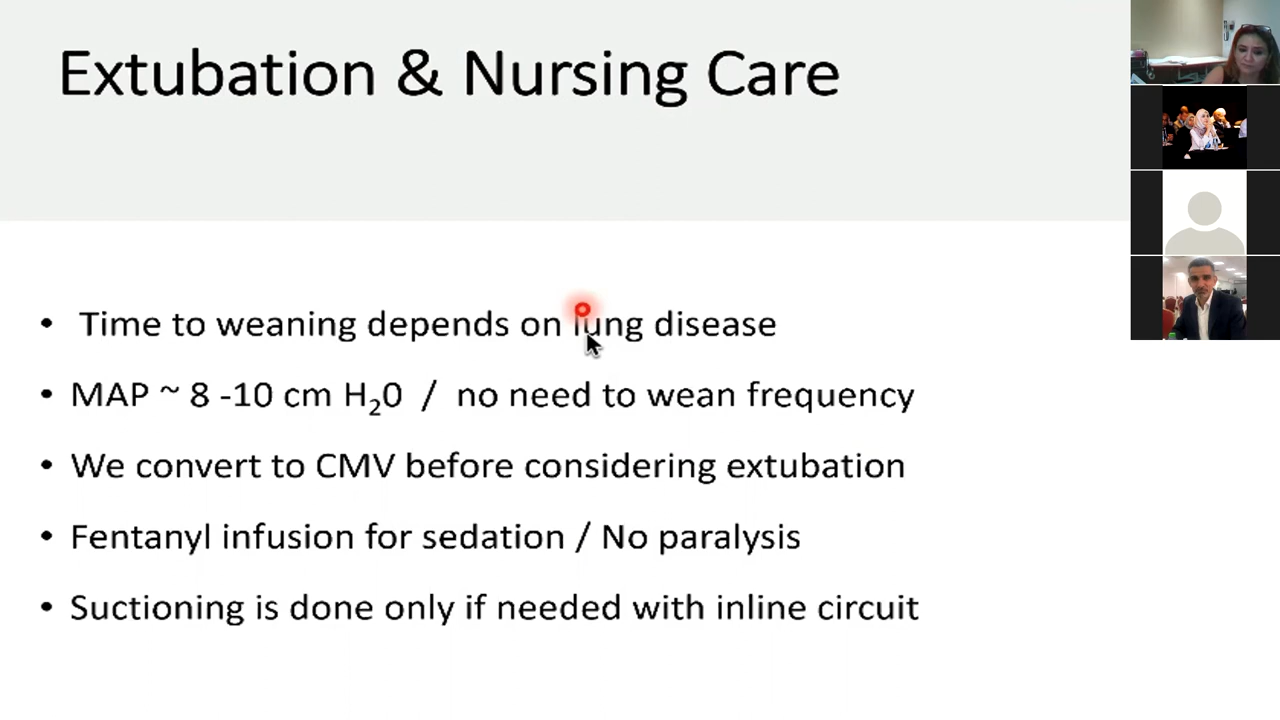 Extubation & Nursing Care
• Time to weaning depends on lung disease
• MAP ~ 8 -10 cm H₂0 / no need to wean frequency
• We convert to CMV before considering extubation
• Fentanyl infusion for sedation / No paralysis
• Suctioning is done only if needed with inline circuit